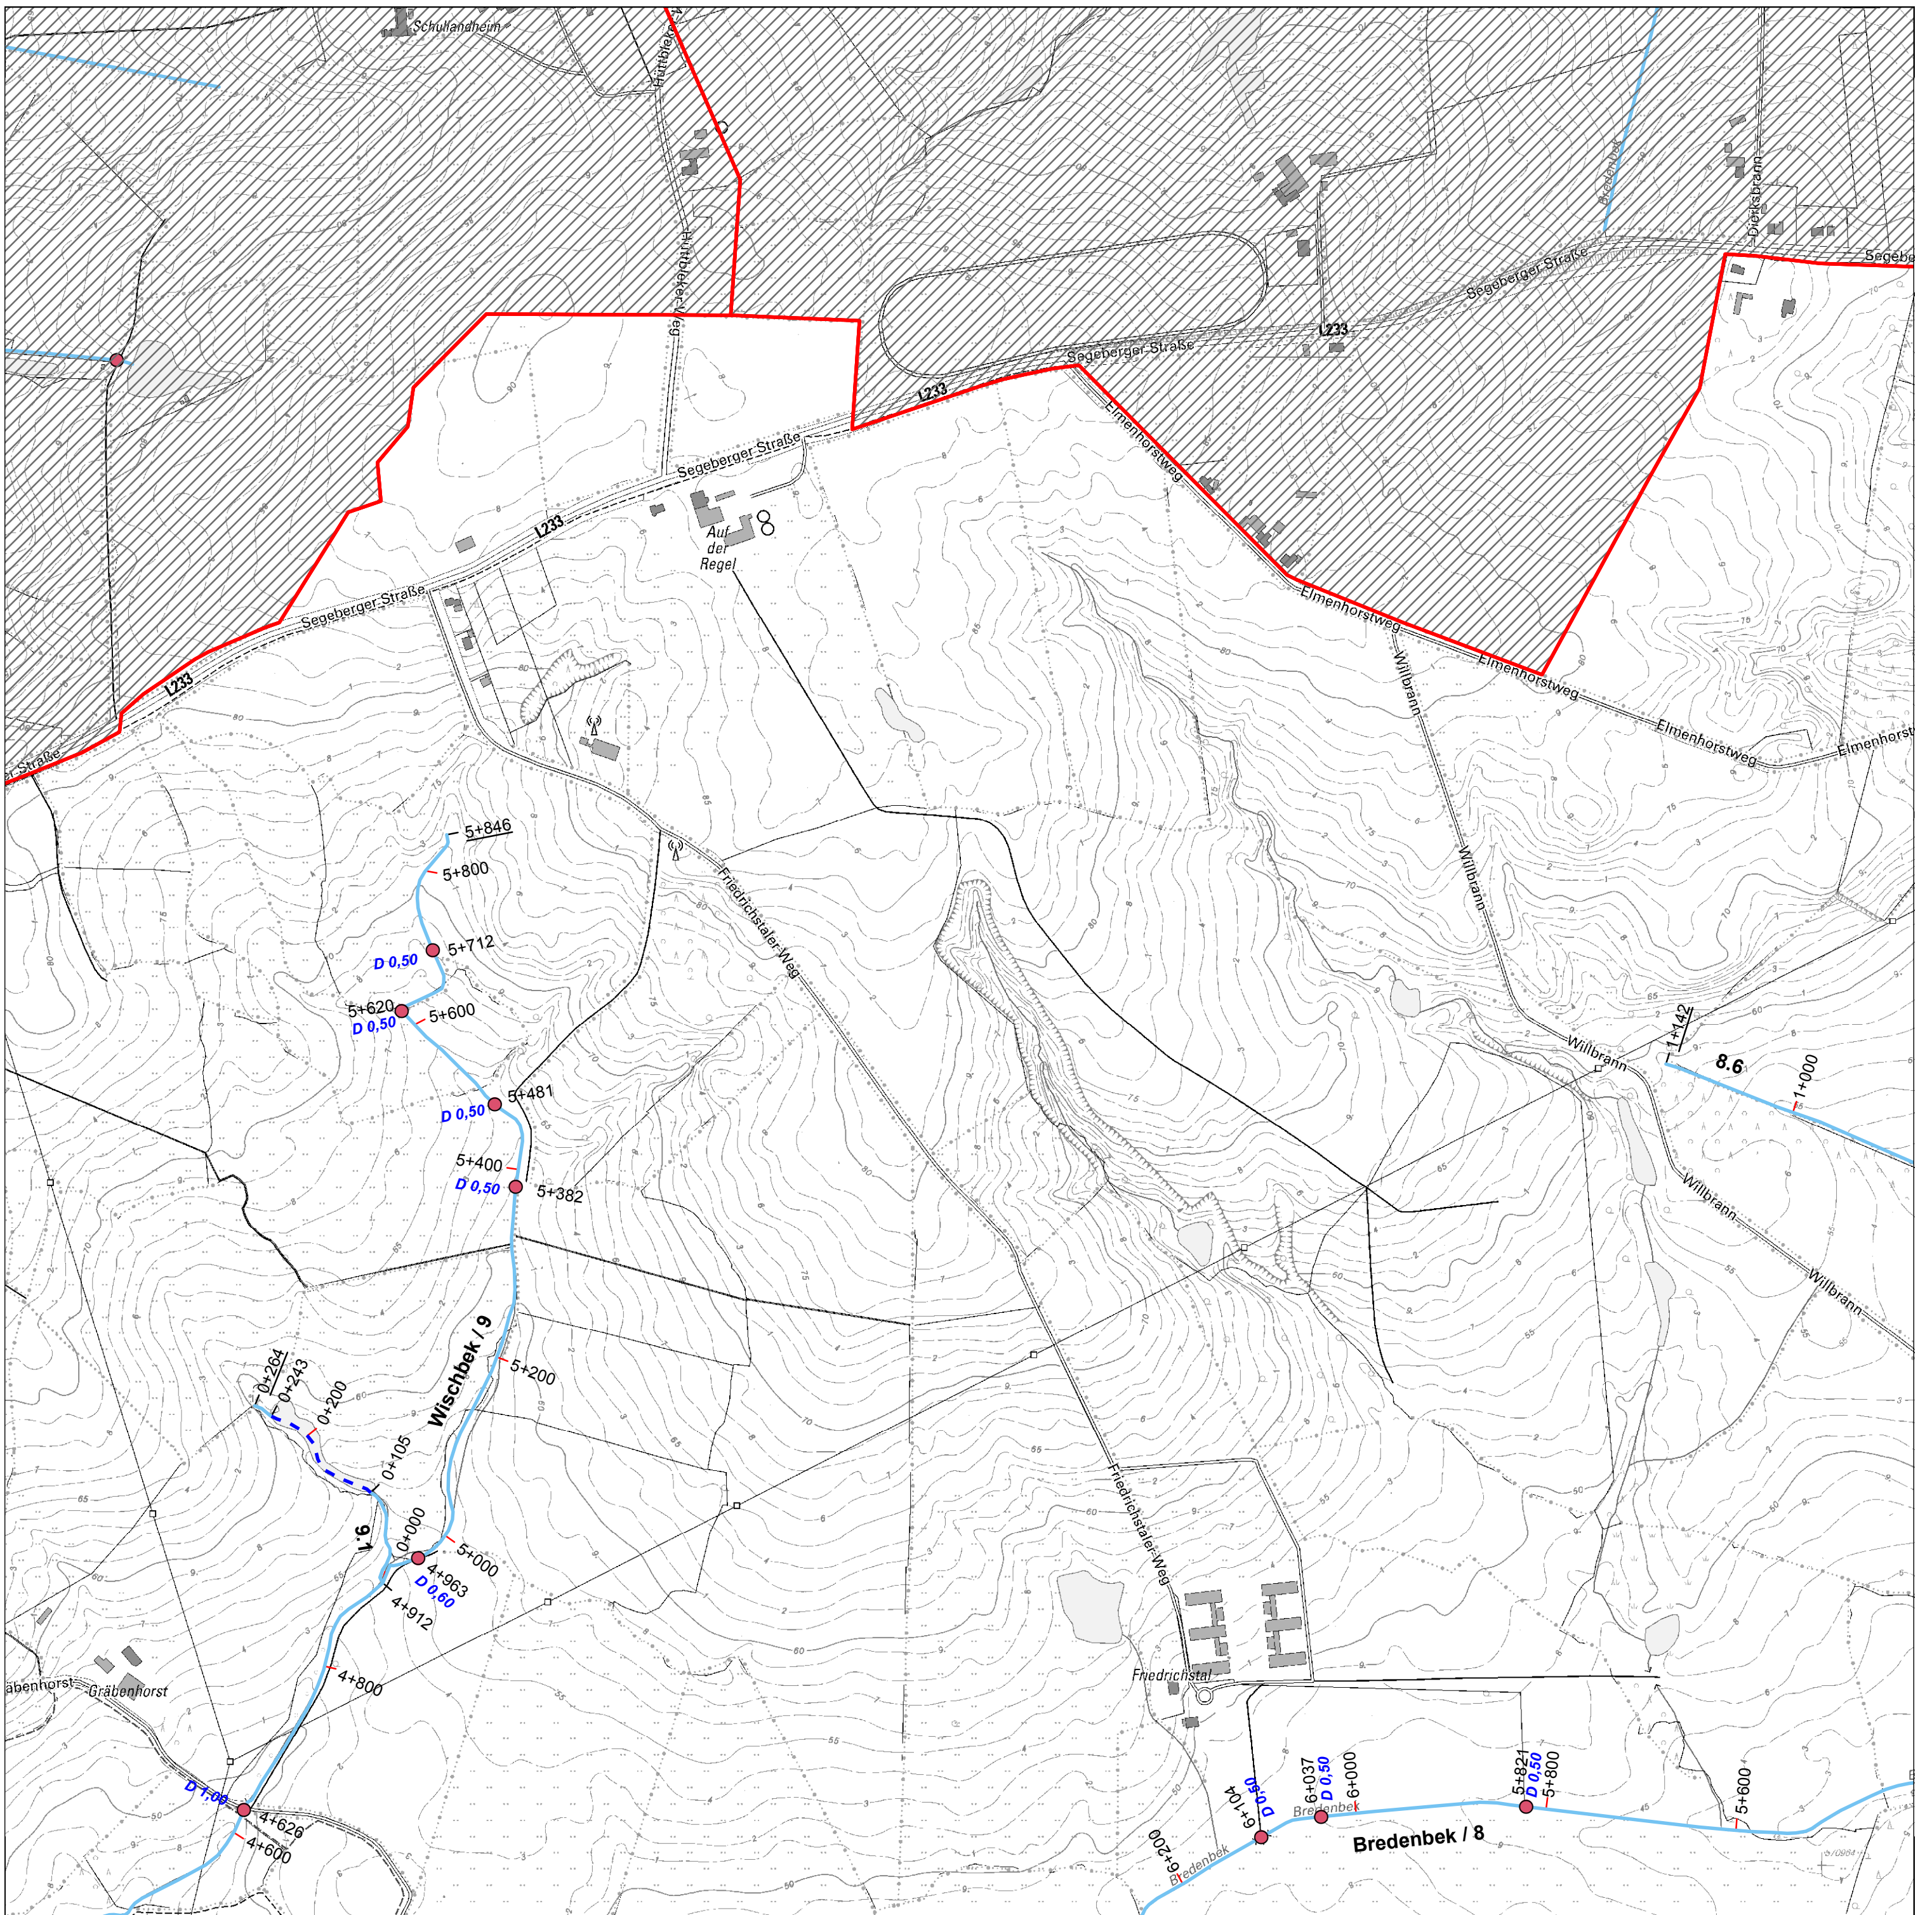 Schullandheim
Hüttbleker Weg
Bredenbek
Dierksbrann
Segeberger Straße
L233
Segeberger Straße
L233
Segeberger Straße
Elmenhorstweg
L233
Auf
der
Regel
Segeberger Straße
L233
Elmenhorstweg
Elmenhorstweg
Elmenhorstweg
Willbrann
Willbrann
Willbrann
Willbrann
Willbrann
Friedrichstaler Weg
5+846
5+800
5+712
D 0,50
5+620
D 0,50
5+600
5+481
D 0,50
5+400
D 0,50
5+382
1+142
8.6
1+000
Wischbek / 9
5+200
0+264
0+243
0+200
0+105
9.1
0+000
5+000
4+963
D 0,60
4+912
4+800
Gräbenhorst
D 1,00
4+626
4+600
Friedrichstaler Weg
Friedrichstal
6+200
Bredenbek
6+104
D 0,50
6+037
D 0,50
6+000
Bredenbek
Bredenbek / 8
5+821
D 0,50
5+800
5+600